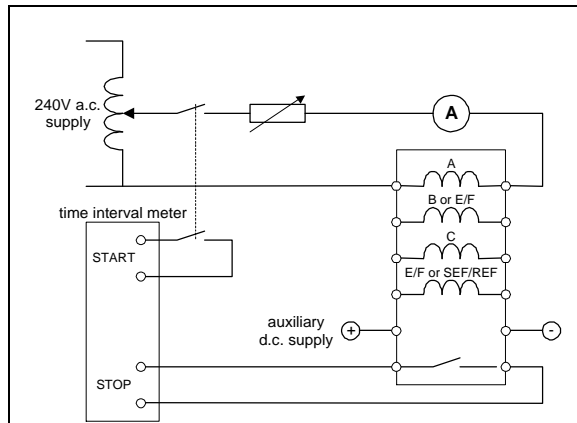 240V a.c.
supply
A
A
B or E/F
C
E/F or SEF/REF
time interval meter
START
auxiliary
d.c. supply
+
-
STOP